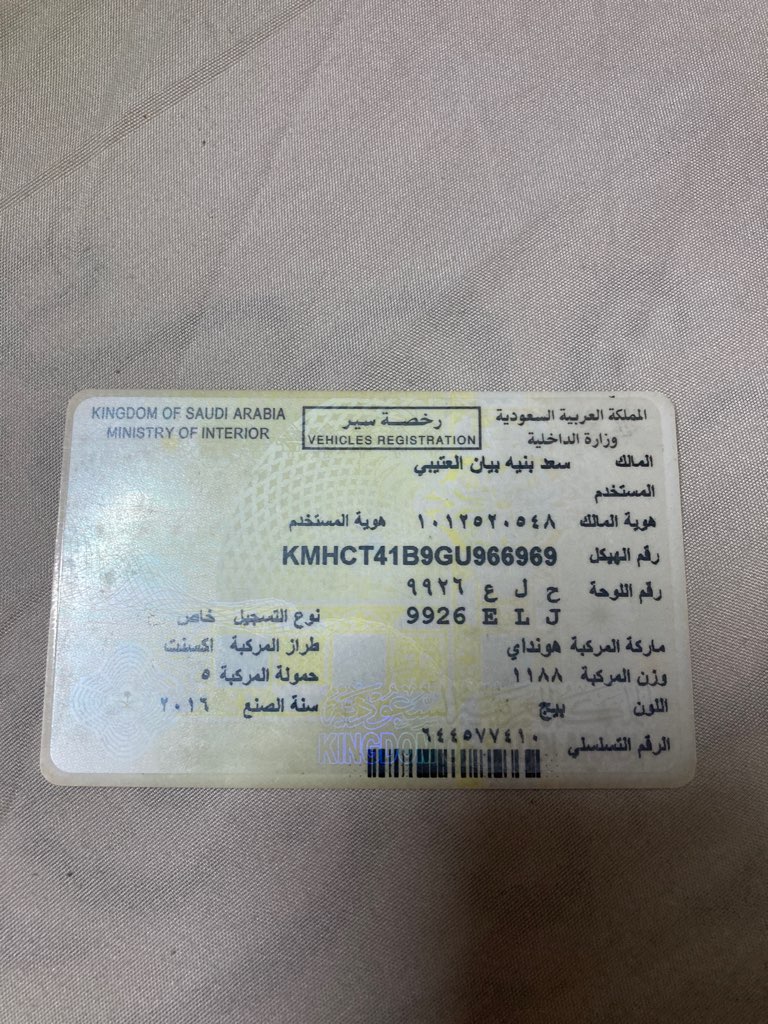 KINGDOM OF SAUDI ARABIA
MINISTRY OF INTERIOR
رخصة سير
VEHICLES REGISTRATION
المملكة العربية السعودية
وزارة الداخلية
المالك سعد بنيه بيان العتيبي
المستخدم
هوية المالك ١٠١٢٥٢٠٥٤٨ هوية المستخدم
رقم الهيكل KMHCT41B9GU966969
رقم اللوحة ح ل ع ٩٩٢٦
9926 E L J
نوع التسجيل خاص
ماركة المركبة هونداي طراز المركبة اكسنت
وزن المركبة ١١٨٨ حمولة المركبة ٥
اللون بيج سنة الصنع ٢٠١٦
الرقم التسلسلي ٦٤٤٥٧٧٤١٠
السعودية
KINGDOM